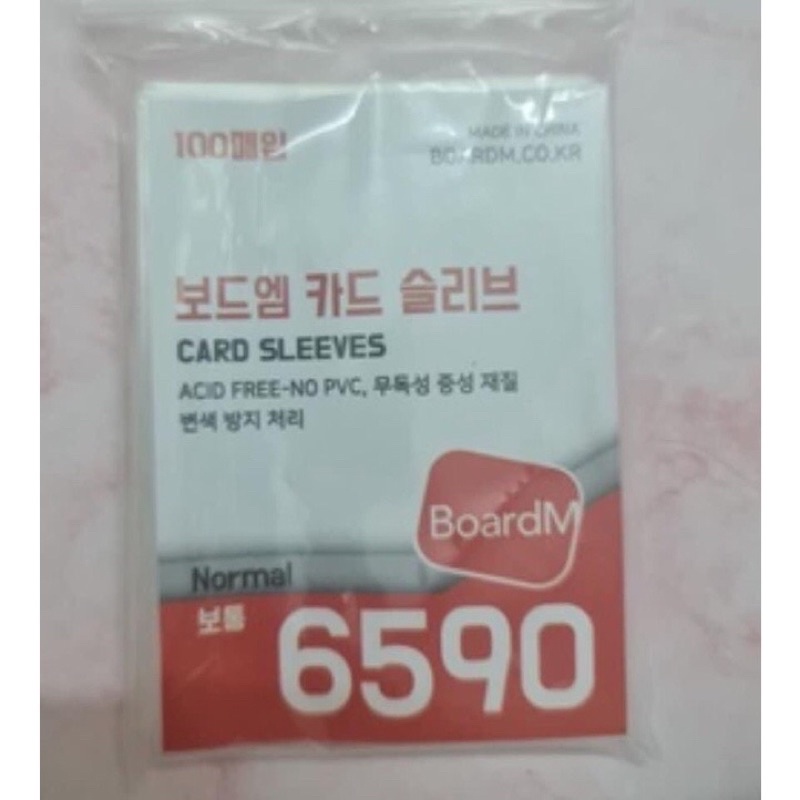 100매입
MADE IN CHINA
BOARDM.CO.KR
보드엠 카드 슬리브
CARD SLEEVES
ACID FREE-NO PVC, 무독성 중성 재질
변색 방지 처리
BoardM
Normal
보통
6590